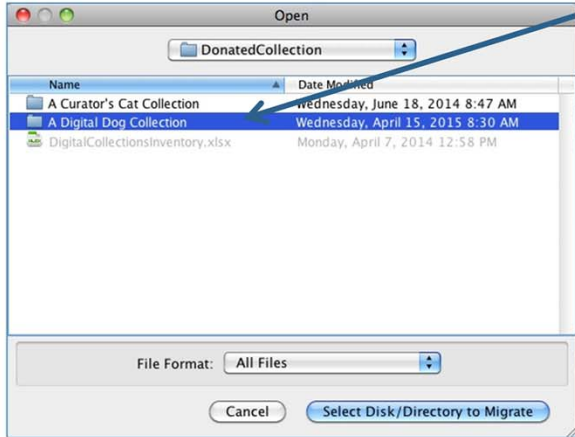 Open
DonatedCollection
Name Date Modified
A Curator's Cat Collection Wednesday, June 18, 2014 8:47 AM
A Digital Dog Collection Wednesday, April 15, 2015 8:30 AM
DigitalCollectionsInventory.xlsx Monday, April 7, 2014 12:58 PM
File Format: All Files
Cancel Select Disk/Directory to Migrate